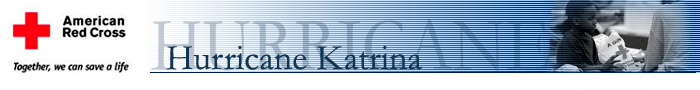 American
Red Cross
Together, we can save a life
HURRICANE
Hurricane Katrina